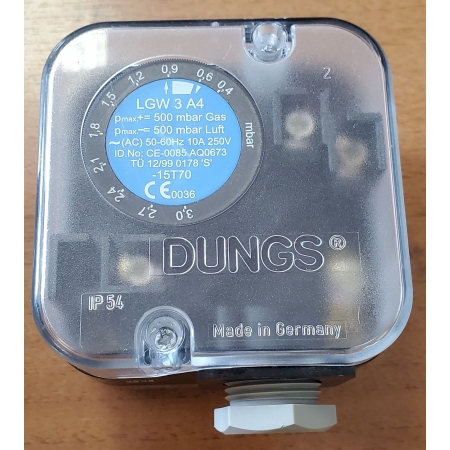 2
0,4
0,6
0,9
1,2
1,5
1,8
2,1
2,4
2,7
3,0
mbar
LGW 3 A4
pmax+= 500 mbar Gas
pmax−= 500 mbar Luft
~(AC) 50-60Hz 10A 250V
ID.No: CE-0085.AQ0673
TÜ 12/99 0178 'S'
-15T70
CE 0036
DUNGS®
IP 54
Made in Germany